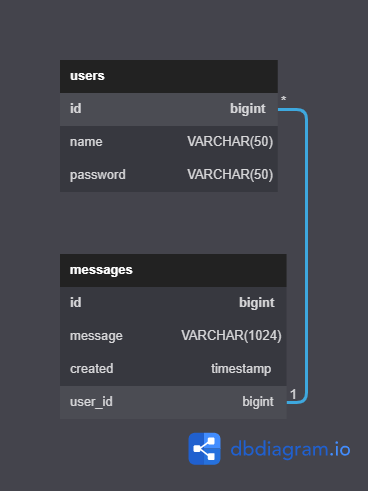 users
*
id bigint
name VARCHAR(50)
password VARCHAR(50)
messages
id bigint
message VARCHAR(1024)
created timestamp
1
user_id bigint
dbdiagram.io